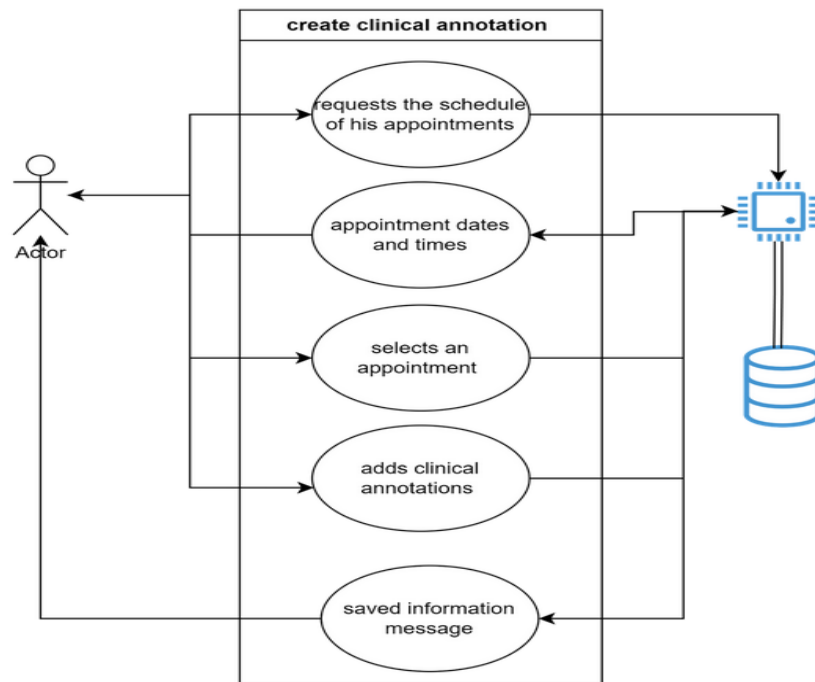 create clinical annotation
requests the schedule
of his appointments
Actor
appointment dates
and times
selects an
appointment
adds clinical
annotations
saved information
message